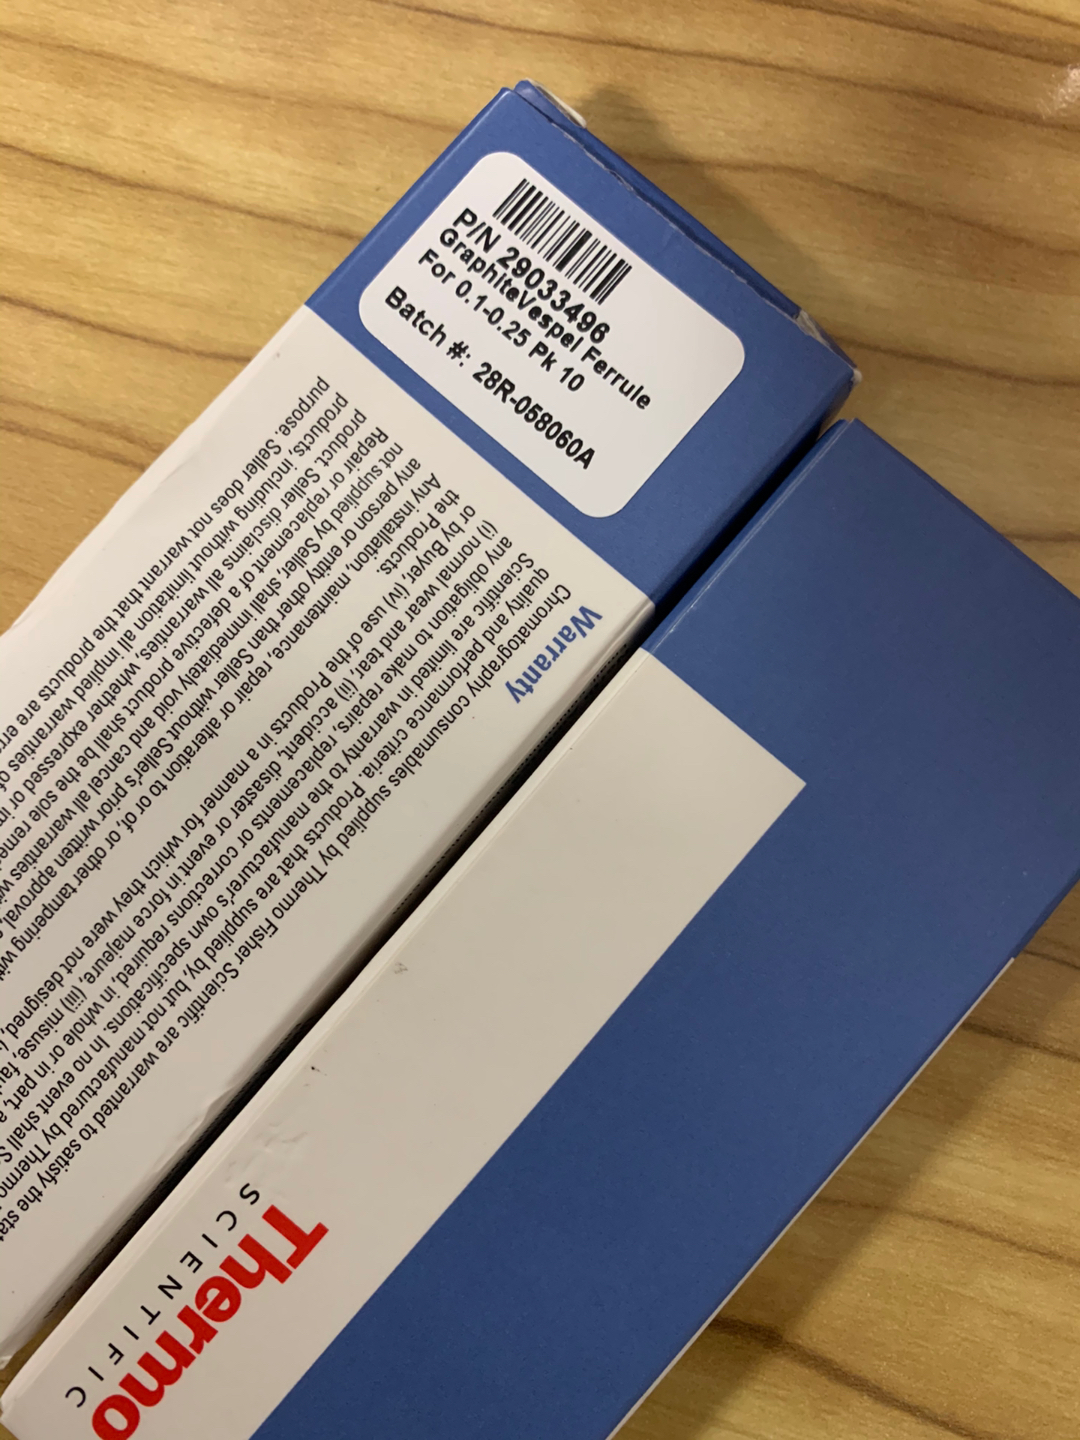 P/N 29033496
GraphiteVespel Ferrule
For 0.1-0.25 Pk 10
Batch #: 28R-058060A
Warranty
Chromatography consumables supplied by Thermo Fisher Scientific are warranted to satisfy the
quality and performance criteria. Products that are supplied by, but not manufactured by Thermo
Scientific are limited in warranty to the manufacturer's own specifications. In no event shall
any obligation to make repairs, replacements or corrections required, in whole or in part,
(i) normal wear and tear, (ii) accident, disaster or event in force majeure, (iii) misuse,
or by Buyer, (iv) use of the Products in a manner for which they were not designed,
the Products.
Any installation, maintenance, repair or alteration to or of, or other tampering
any person or entity other than Seller without Seller's prior written approval,
not supplied by Seller, shall immediately void and cancel all warranties
Repair or replacement of a defective product shall be the sole
product. Seller disclaims all warranties, whether expressed or
products, including without limitation all implied warranties of
purpose. Seller does not warrant that the products are
Thermo
SCIENTIFIC